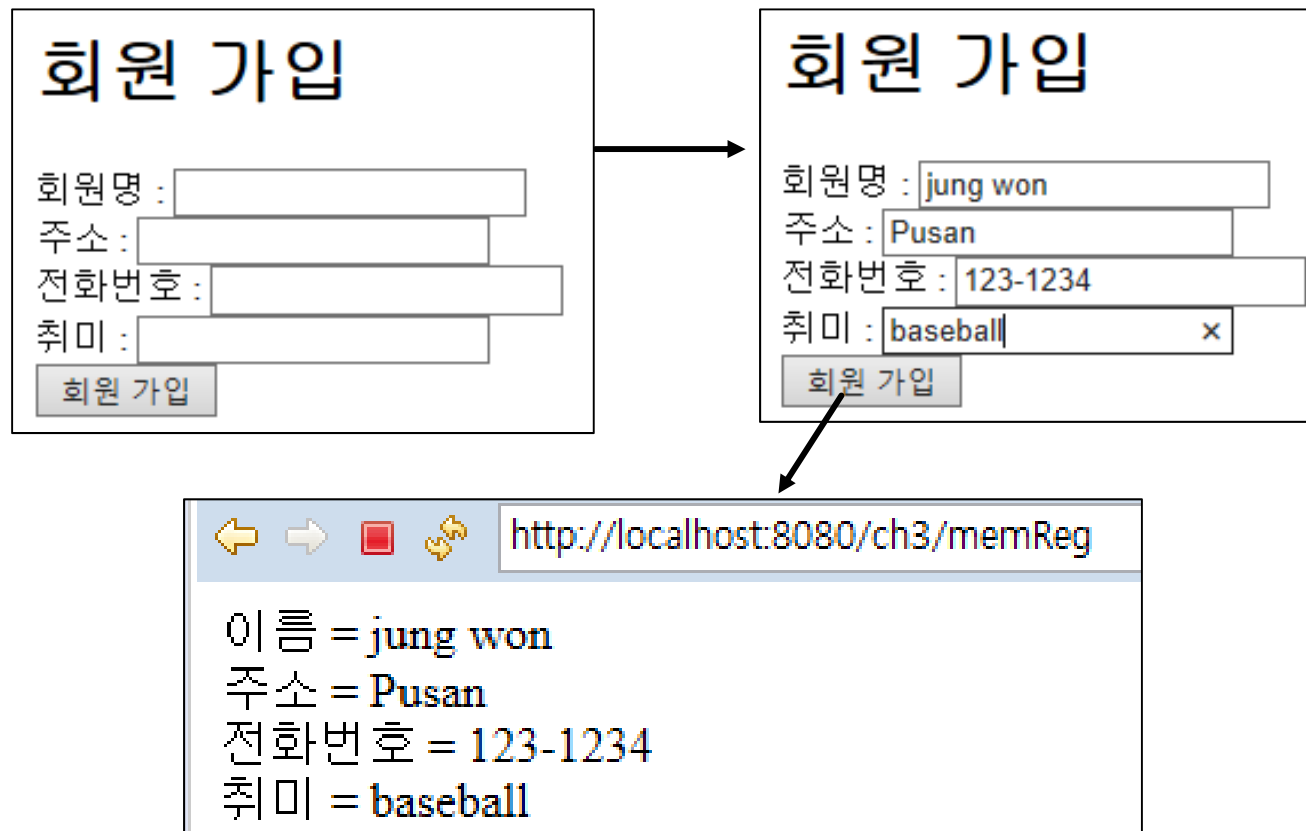 회원 가입
회원명 :
주소 :
전화번호 :
취미 :
회원 가입
회원 가입
회원명 : jung won
주소 : Pusan
전화번호 : 123-1234
취미 : baseball ×
회원 가입
http://localhost:8080/ch3/memReg
이름 = jung won
주소 = Pusan
전화번호 = 123-1234
취미 = baseball